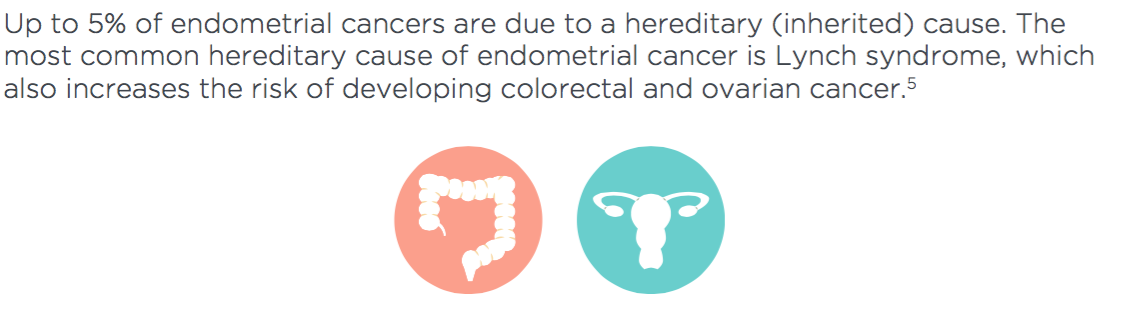 Up to 5% of endometrial cancers are due to a hereditary (inherited) cause. The
most common hereditary cause of endometrial cancer is Lynch syndrome, which
also increases the risk of developing colorectal and ovarian cancer.⁵